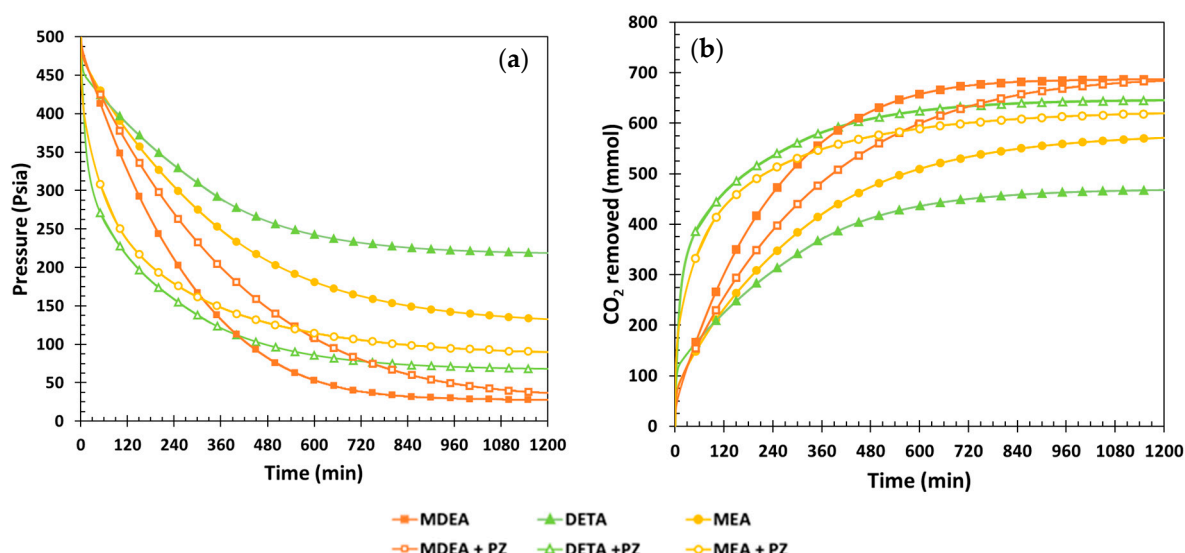 (a)
Pressure (Psia)
500
450
400
350
300
250
200
150
100
50
0
0 120 240 360 480 600 720 840 960 1080 1200
Time (min)
(b)
CO₂ removed (mmol)
800
700
600
500
400
300
200
100
0
0 120 240 360 480 600 720 840 960 1080 1200
Time (min)
MDEA DETA MEA
MDEA + PZ DETA +PZ MEA + PZ